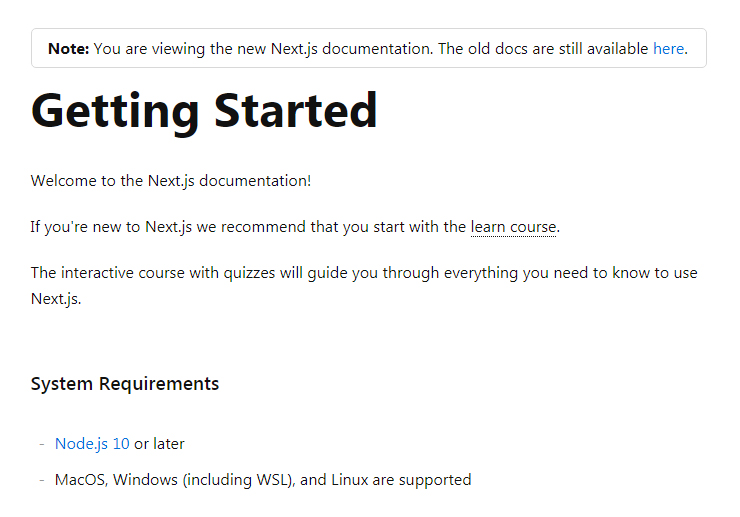 Note: You are viewing the new Next.js documentation. The old docs are still available here.
Getting Started
Welcome to the Next.js documentation!
If you're new to Next.js we recommend that you start with the learn course.
The interactive course with quizzes will guide you through everything you need to know to use
Next.js.
System Requirements
- Node.js 10 or later
- MacOS, Windows (including WSL), and Linux are supported